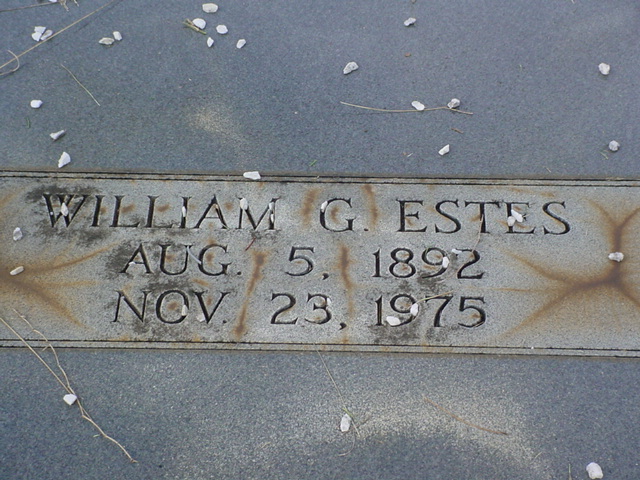 WILLIAM G. ESTES
AUG. 5, 1892
NOV. 23, 1975